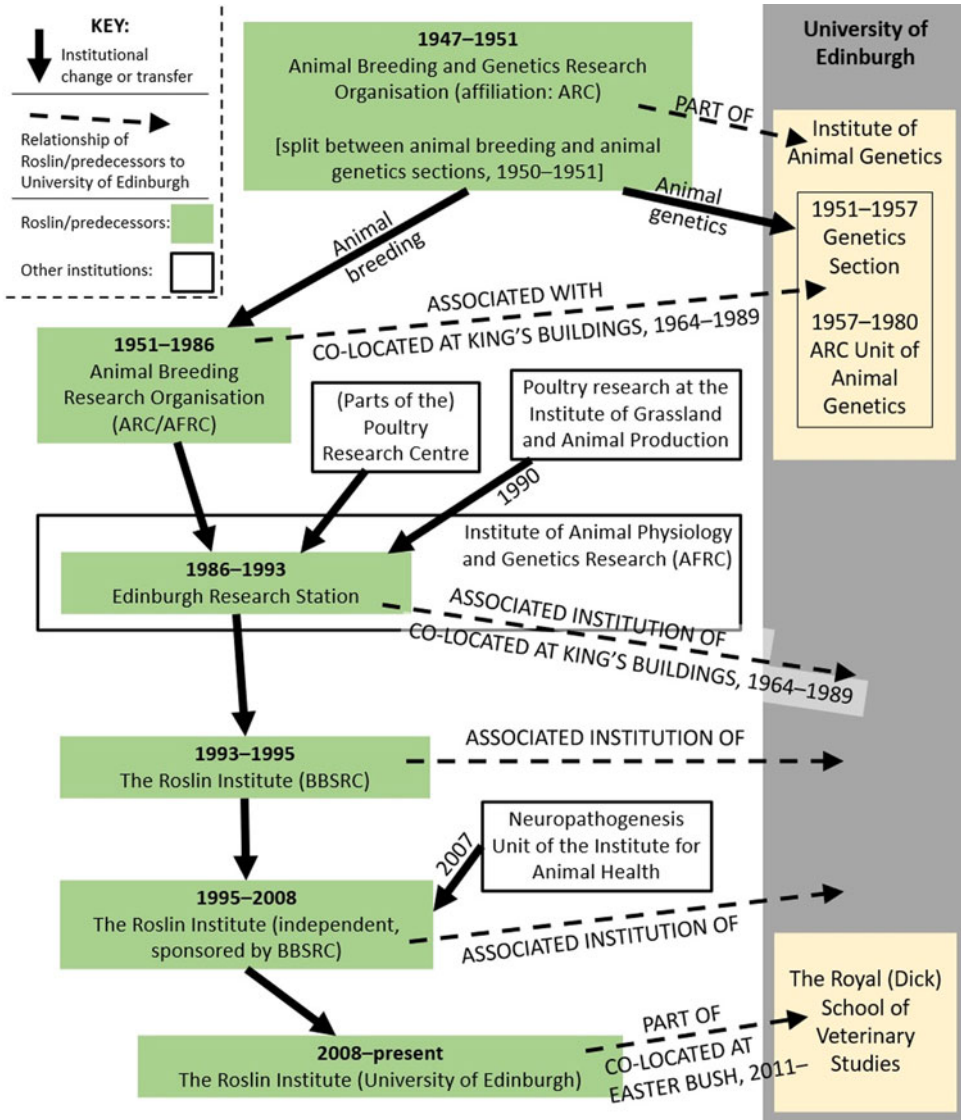 KEY:
Institutional
change or transfer
Relationship of
Roslin/predecessors to
University of Edinburgh
Roslin/predecessors:
Other institutions:
1947–1951
Animal Breeding and Genetics Research
Organisation (affiliation: ARC)
[split between animal breeding and animal
genetics sections, 1950–1951]
PART OF
University of
Edinburgh
Institute of
Animal Genetics
1951–1957
Genetics
Section
1957–1980
ARC Unit of
Animal
Genetics
Animal
genetics
Animal
breeding
ASSOCIATED WITH
CO-LOCATED AT KING'S BUILDINGS, 1964–1989
1951–1986
Animal Breeding
Research Organisation
(ARC/AFRC)
(Parts of the)
Poultry
Research Centre
Poultry research at the
Institute of Grassland
and Animal Production
1990
Institute of Animal Physiology
and Genetics Research (AFRC)
1986–1993
Edinburgh Research Station
ASSOCIATED INSTITUTION OF
CO-LOCATED AT KING'S BUILDINGS, 1964–1989
1993–1995
The Roslin Institute (BBSRC)
ASSOCIATED INSTITUTION OF
Neuropathogenesis
Unit of the Institute for
Animal Health
2007
1995–2008
The Roslin Institute (independent,
sponsored by BBSRC)
ASSOCIATED INSTITUTION OF
2008–present
The Roslin Institute (University of Edinburgh)
PART OF
CO-LOCATED AT
EASTER BUSH, 2011–
The Royal (Dick)
School of
Veterinary
Studies